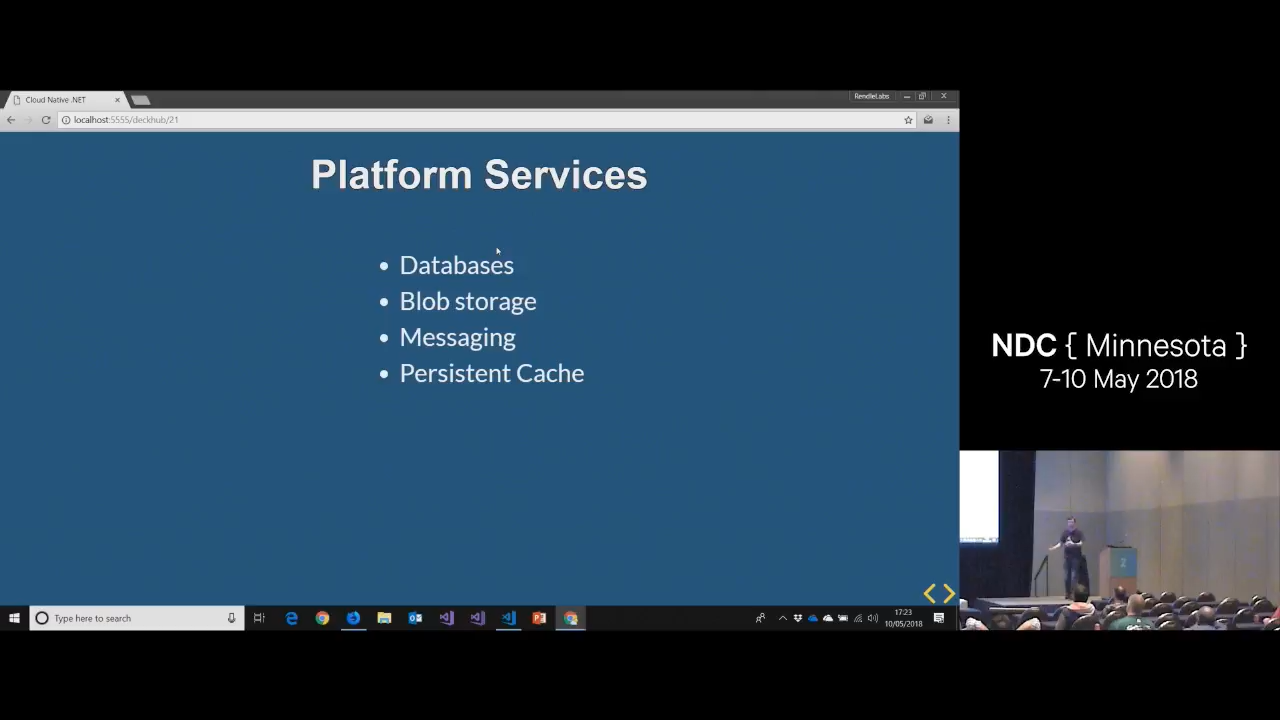 Cloud Native .NET
RendleLabs
localhost:5555/deckhub/21
Platform Services
• Databases
• Blob storage
• Messaging
• Persistent Cache
NDC { Minnesota }
7-10 May 2018
2
Type here to search
17:23
10/05/2018